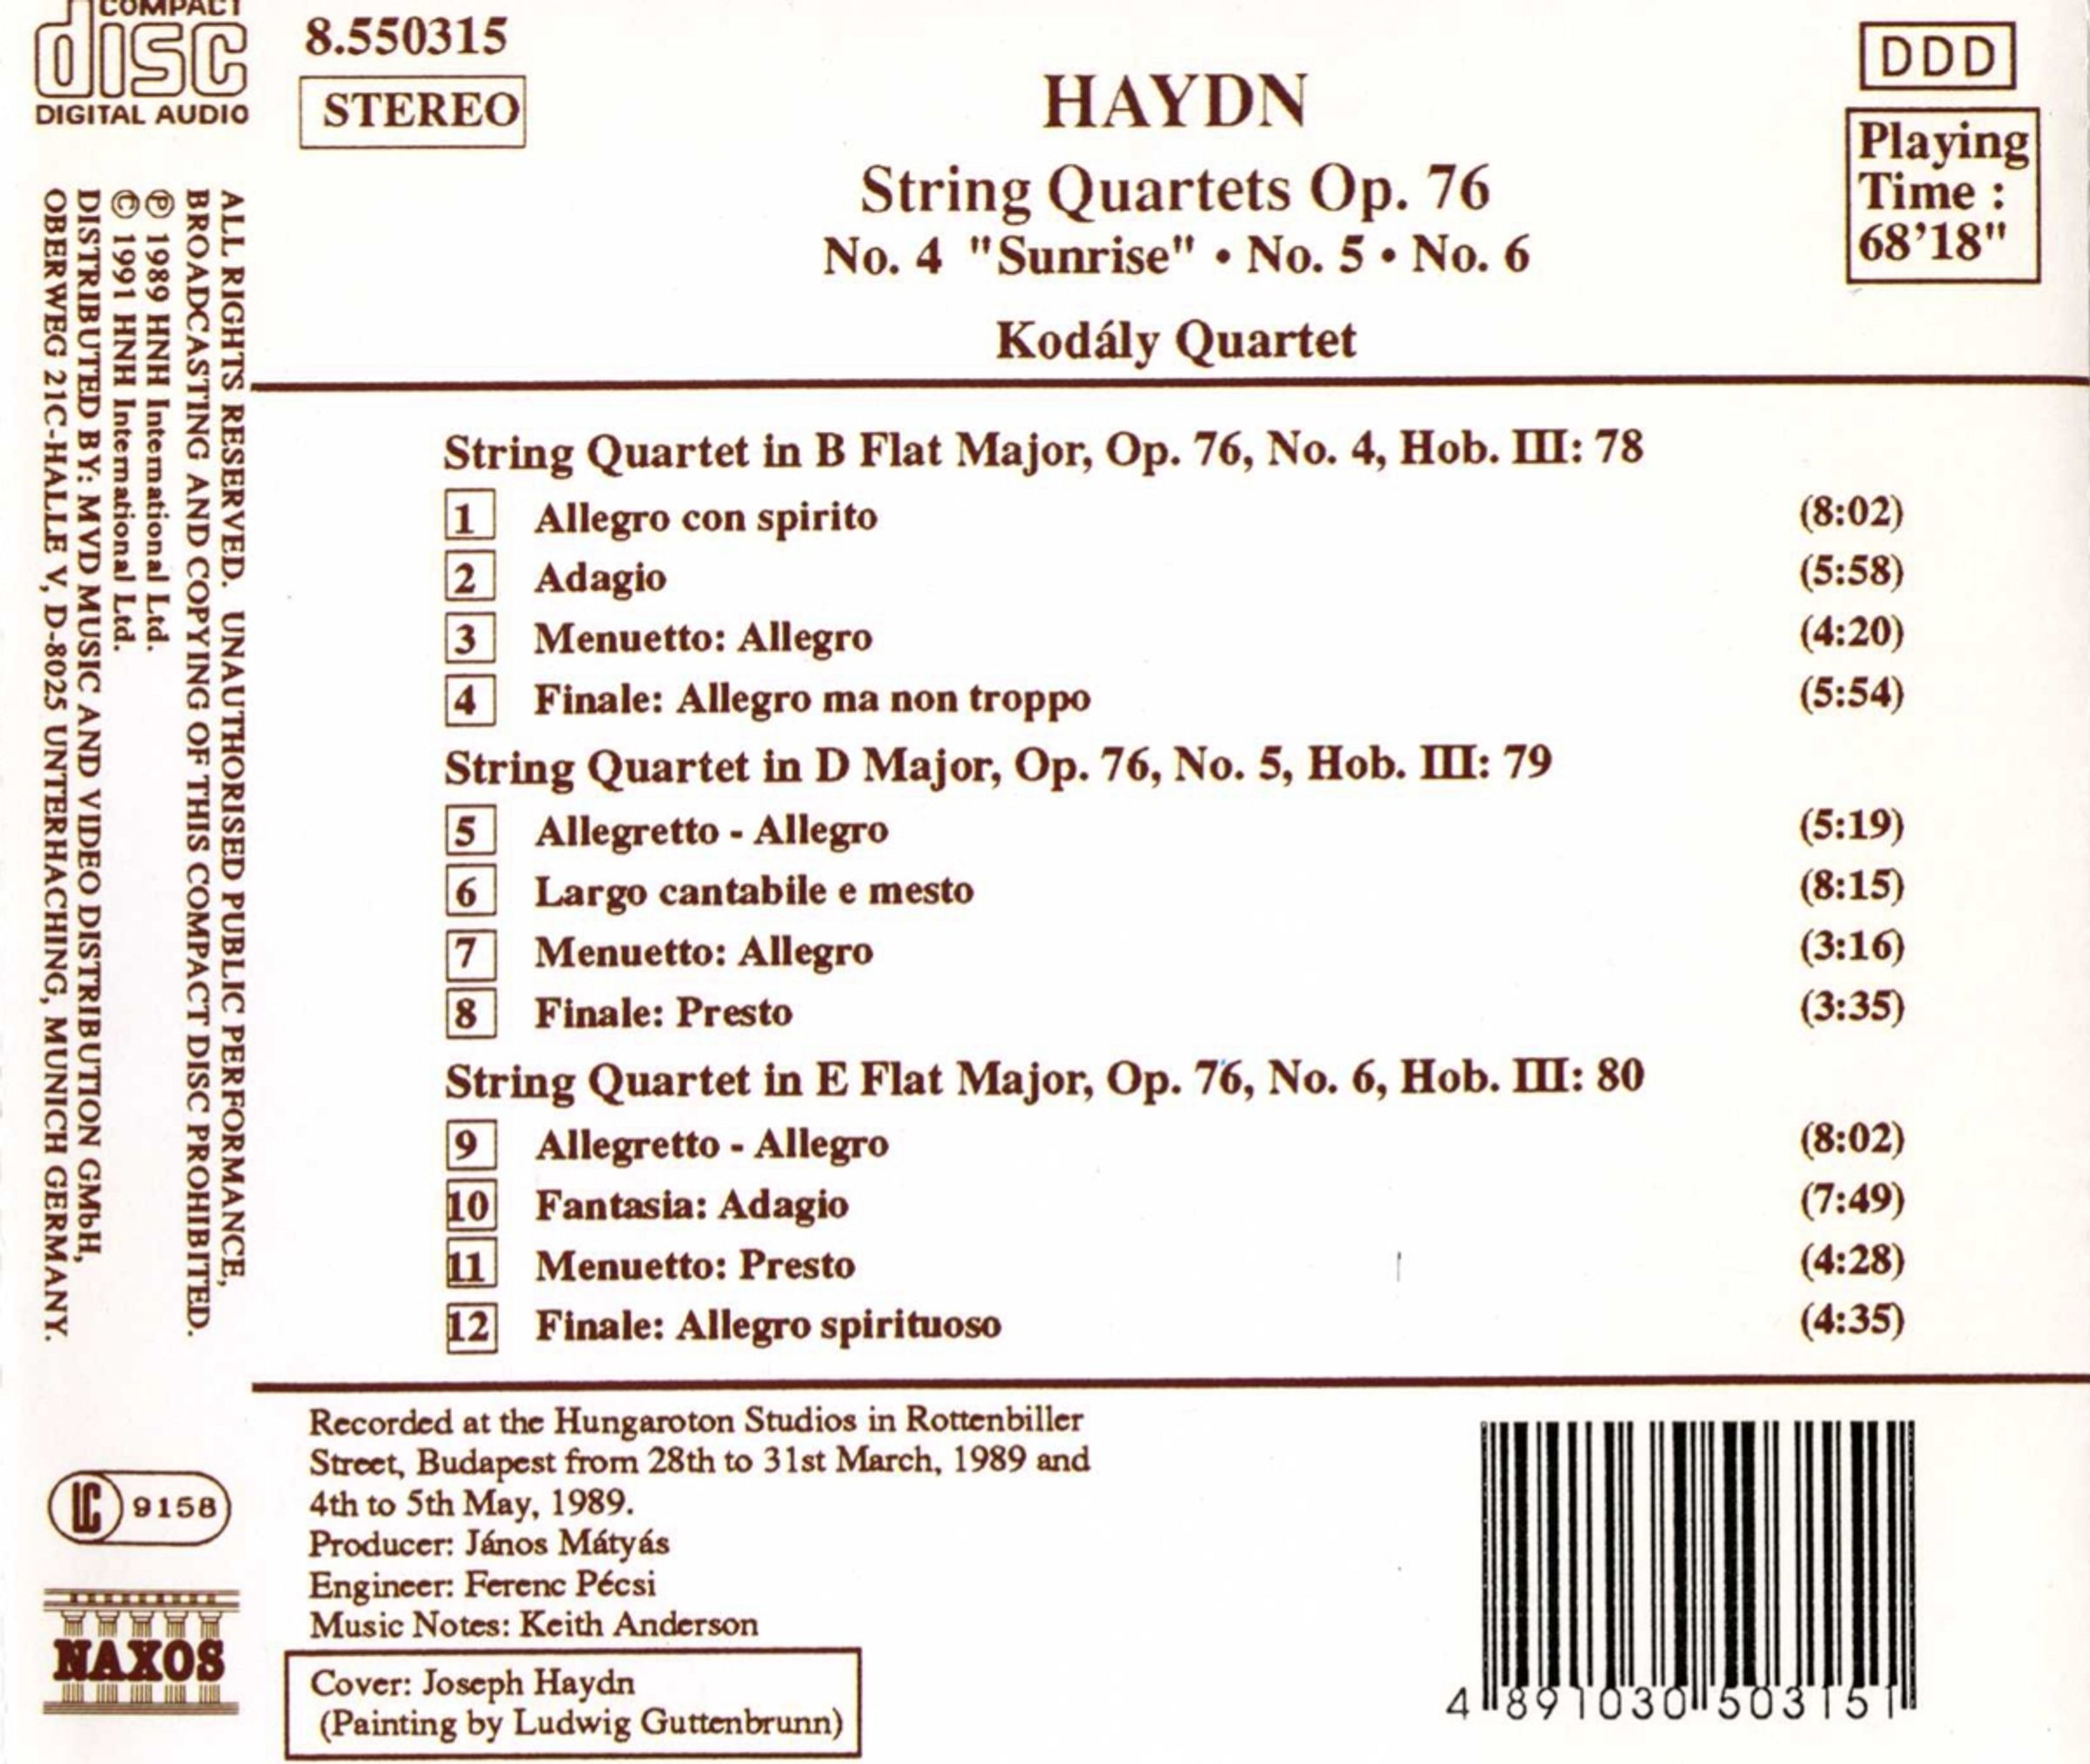 COMPACT
disc
DIGITAL AUDIO
8.550315
STEREO
HAYDN
String Quartets Op. 76
No. 4 "Sunrise" • No. 5 • No. 6
Kodály Quartet
DDD
Playing
Time :
68’18"
ALL RIGHTS RESERVED. UNAUTHORISED PUBLIC PERFORMANCE,
BROADCASTING AND COPYING OF THIS COMPACT DISC PROHIBITED.
℗ 1989 HNH International Ltd.
© 1991 HNH International Ltd.
DISTRIBUTED BY: MVD MUSIC AND VIDEO DISTRIBUTION GMbH,
OBERWEG 21C-HALLE V, D-8025 UNTERHACHING, MUNICH GERMANY.
String Quartet in B Flat Major, Op. 76, No. 4, Hob. III: 78
1 Allegro con spirito (8:02)
2 Adagio (5:58)
3 Menuetto: Allegro (4:20)
4 Finale: Allegro ma non troppo (5:54)
String Quartet in D Major, Op. 76, No. 5, Hob. III: 79
5 Allegretto - Allegro (5:19)
6 Largo cantabile e mesto (8:15)
7 Menuetto: Allegro (3:16)
8 Finale: Presto (3:35)
String Quartet in E Flat Major, Op. 76, No. 6, Hob. III: 80
9 Allegretto - Allegro (8:02)
10 Fantasia: Adagio (7:49)
11 Menuetto: Presto (4:28)
12 Finale: Allegro spirituoso (4:35)
Recorded at the Hungaroton Studios in Rottenbiller
Street, Budapest from 28th to 31st March, 1989 and
4th to 5th May, 1989.
Producer: János Mátyás
Engineer: Ferenc Pécsi
Music Notes: Keith Anderson
Cover: Joseph Haydn
(Painting by Ludwig Guttenbrunn)
LC 9158
NAXOS
4 891030 503151